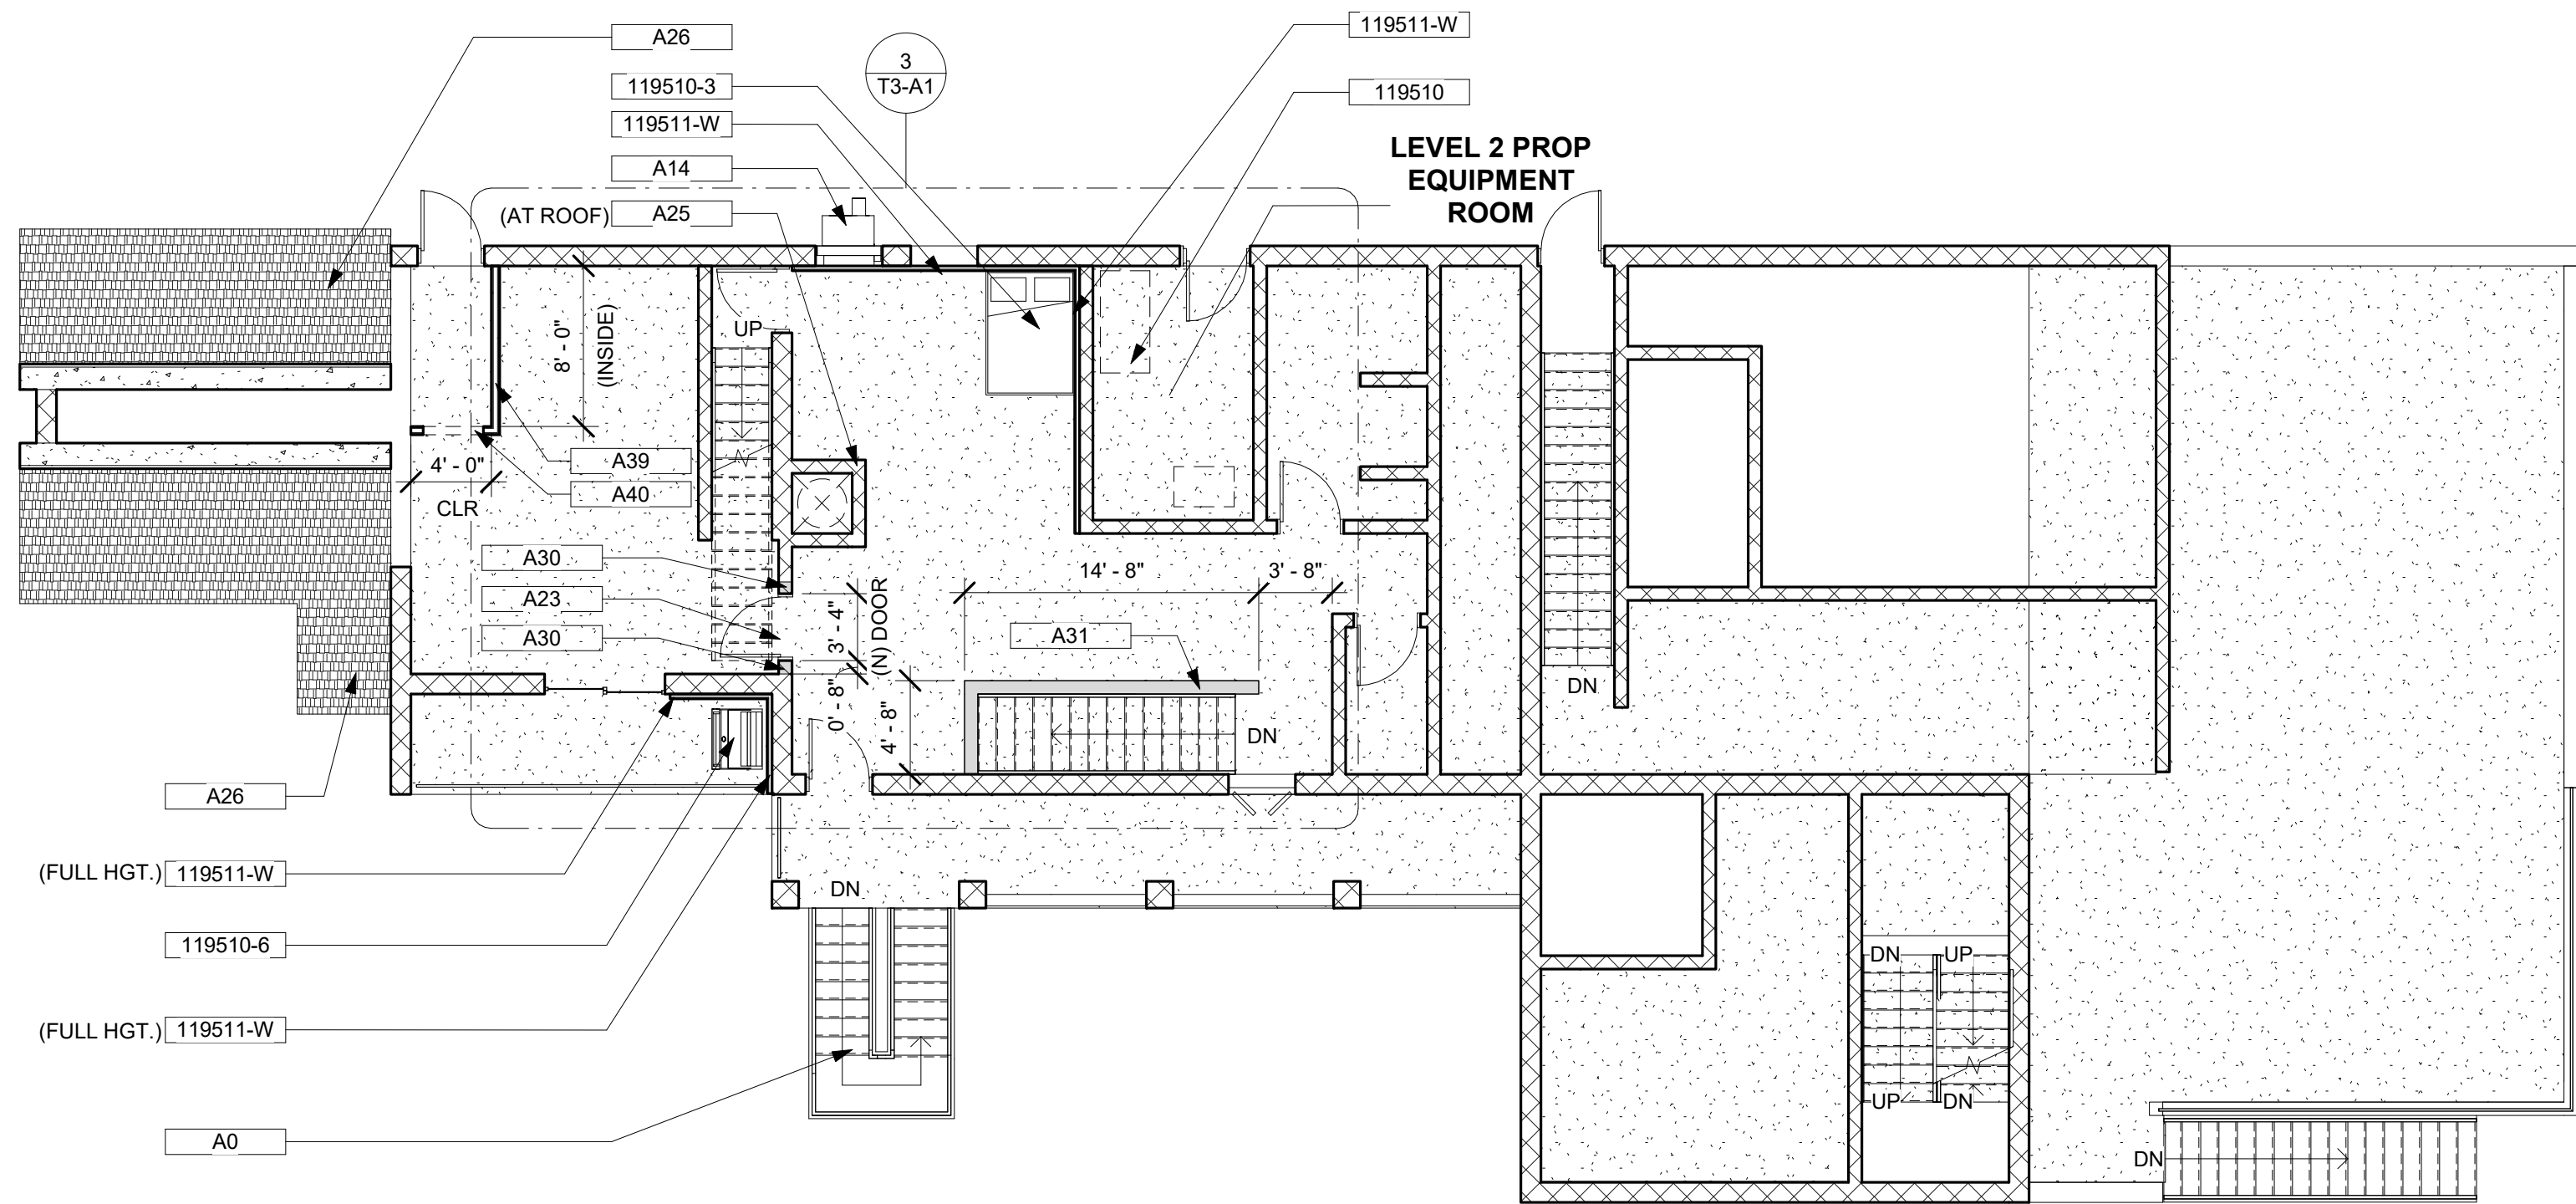 A26
119511-W
3
T3-A1
119510-3
119510
119511-W
LEVEL 2 PROP
EQUIPMENT
ROOM
A14
(AT ROOF) A25
UP
8' - 0"
(INSIDE)
A39
4' - 0"
A40
CLR
A30
A23
A30
3' - 4"
(N) DOOR
0' - 8"
4' - 8"
14' - 8"
3' - 8"
A31
DN
DN
A26
(FULL HGT.) 119511-W
DN
119510-6
DN
UP
(FULL HGT.) 119511-W
UP
DN
A0
DN